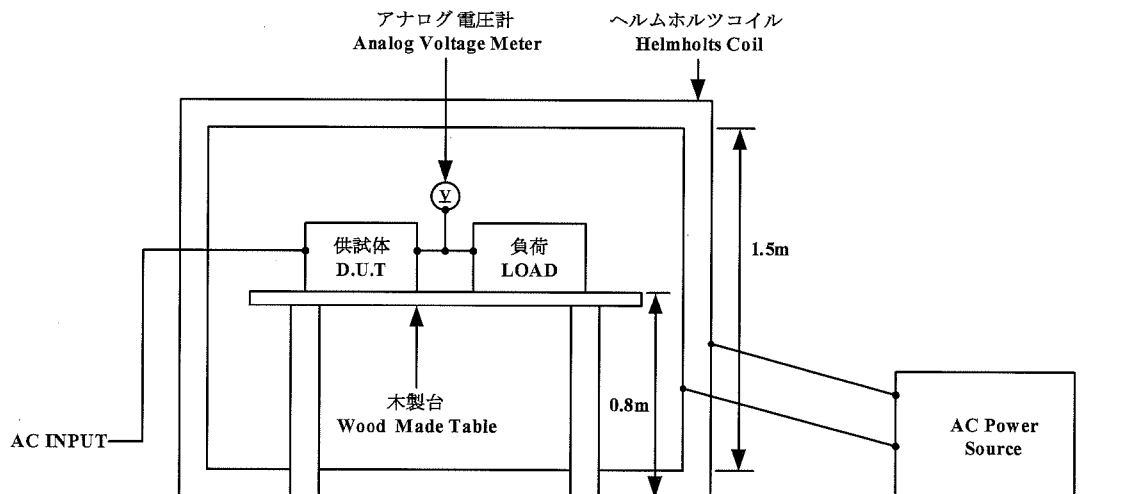 アナログ電圧計
Analog Voltage Meter
ヘルムホルツコイル
Helmholts Coil
V
供試体
D.U.T
負荷
LOAD
1.5m
木製台
Wood Made Table
0.8m
AC INPUT
AC Power
Source